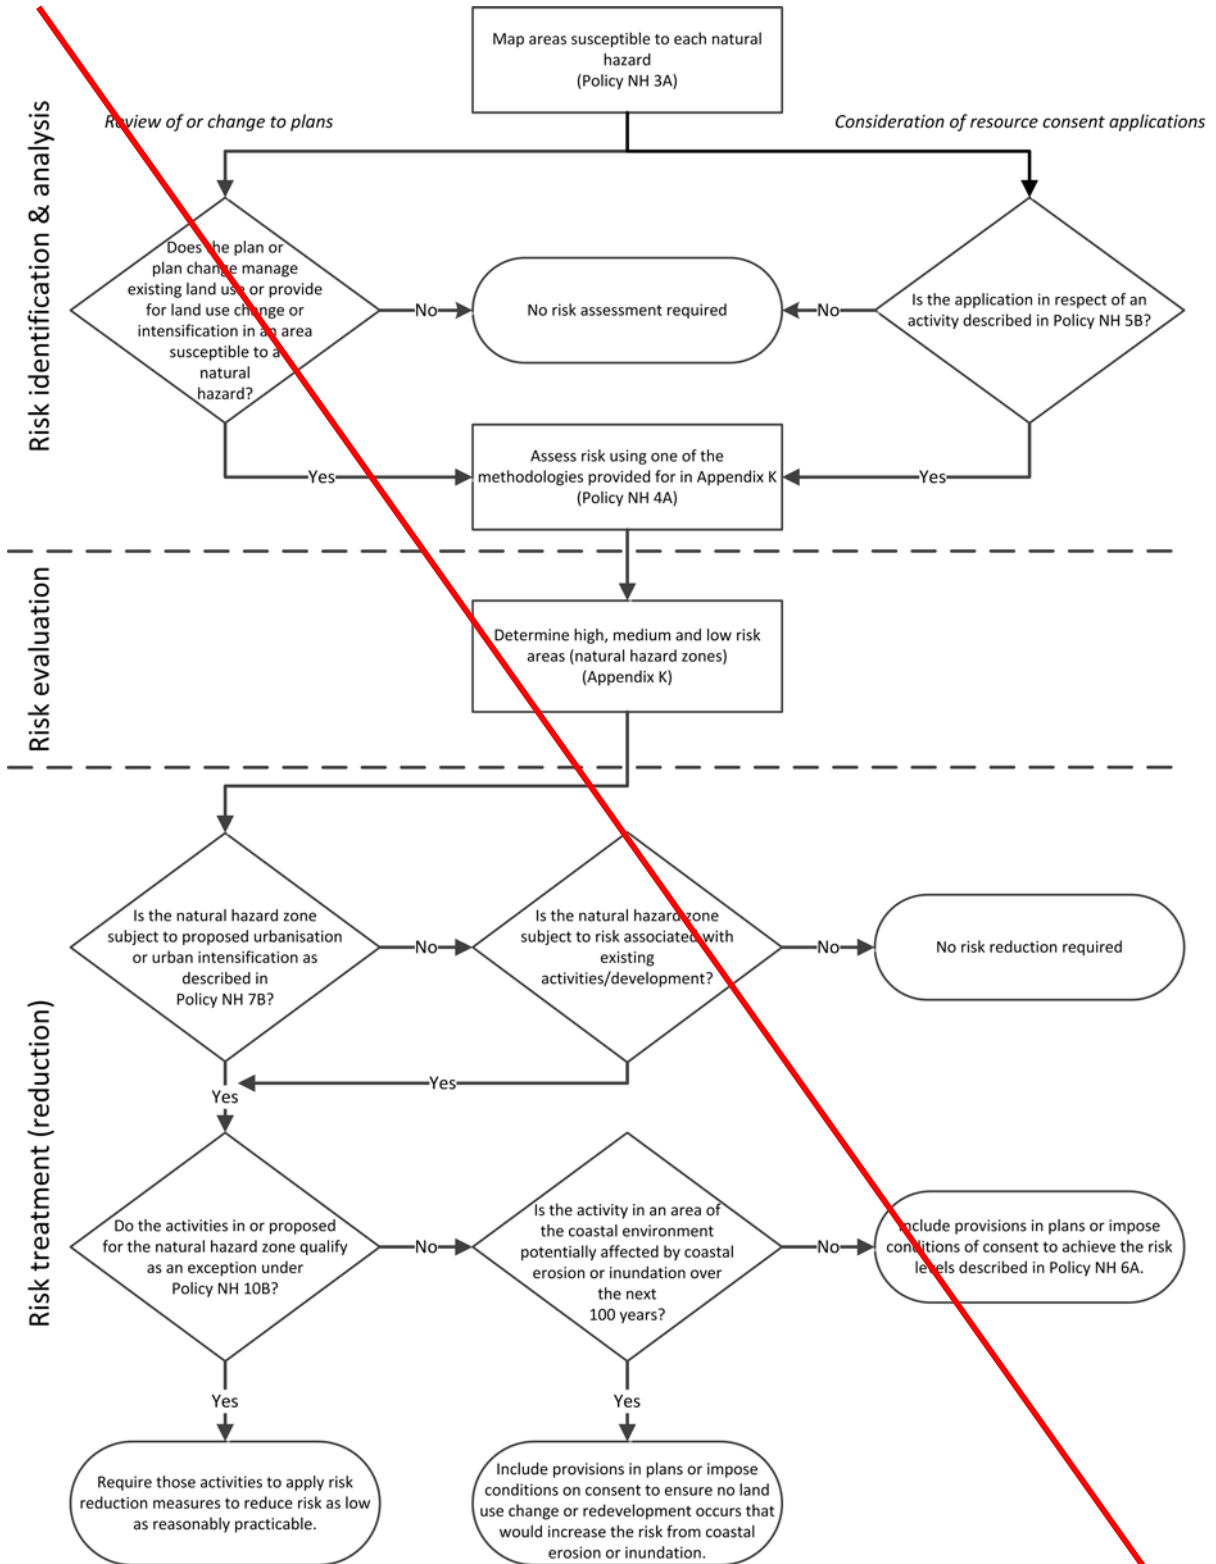 Map areas susceptible to each natural
hazard
(Policy NH 3A)
Review of or change to plans
Consideration of resource consent applications
Risk identification & analysis
Does the plan or
plan change manage
existing land use or provide
for land use change or
intensification in an area
susceptible to a
natural
hazard?
No
No risk assessment required
No
Is the application in respect of an
activity described in Policy NH 5B?
Yes
Assess risk using one of the
methodologies provided for in Appendix K
(Policy NH 4A)
Yes
Risk evaluation
Determine high, medium and low risk
areas (natural hazard zones)
(Appendix K)
Risk treatment (reduction)
Is the natural hazard zone
subject to proposed urbanisation
or urban intensification as
described in
Policy NH 7B?
No
Is the natural hazard zone
subject to risk associated with
existing
activities/development?
No
No risk reduction required
Yes
Yes
Do the activities in or proposed
for the natural hazard zone qualify
as an exception under
Policy NH 10B?
No
Is the activity in an area of
the coastal environment
potentially affected by coastal
erosion or inundation over
the next
100 years?
No
Include provisions in plans or impose
conditions of consent to achieve the risk
levels described in Policy NH 6A.
Yes
Yes
Require those activities to apply risk
reduction measures to reduce risk as low
as reasonably practicable.
Include provisions in plans or impose
conditions on consent to ensure no land
use change or redevelopment occurs that
would increase the risk from coastal
erosion or inundation.